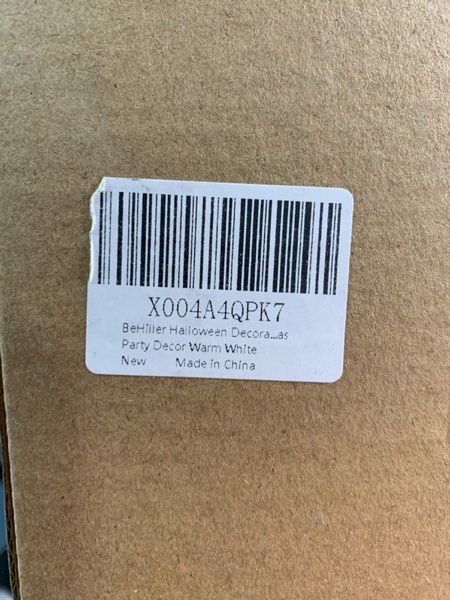 X004A4QPK7
BeHiller Halloween Decora...as
Party Decor Warm White
New Made in China